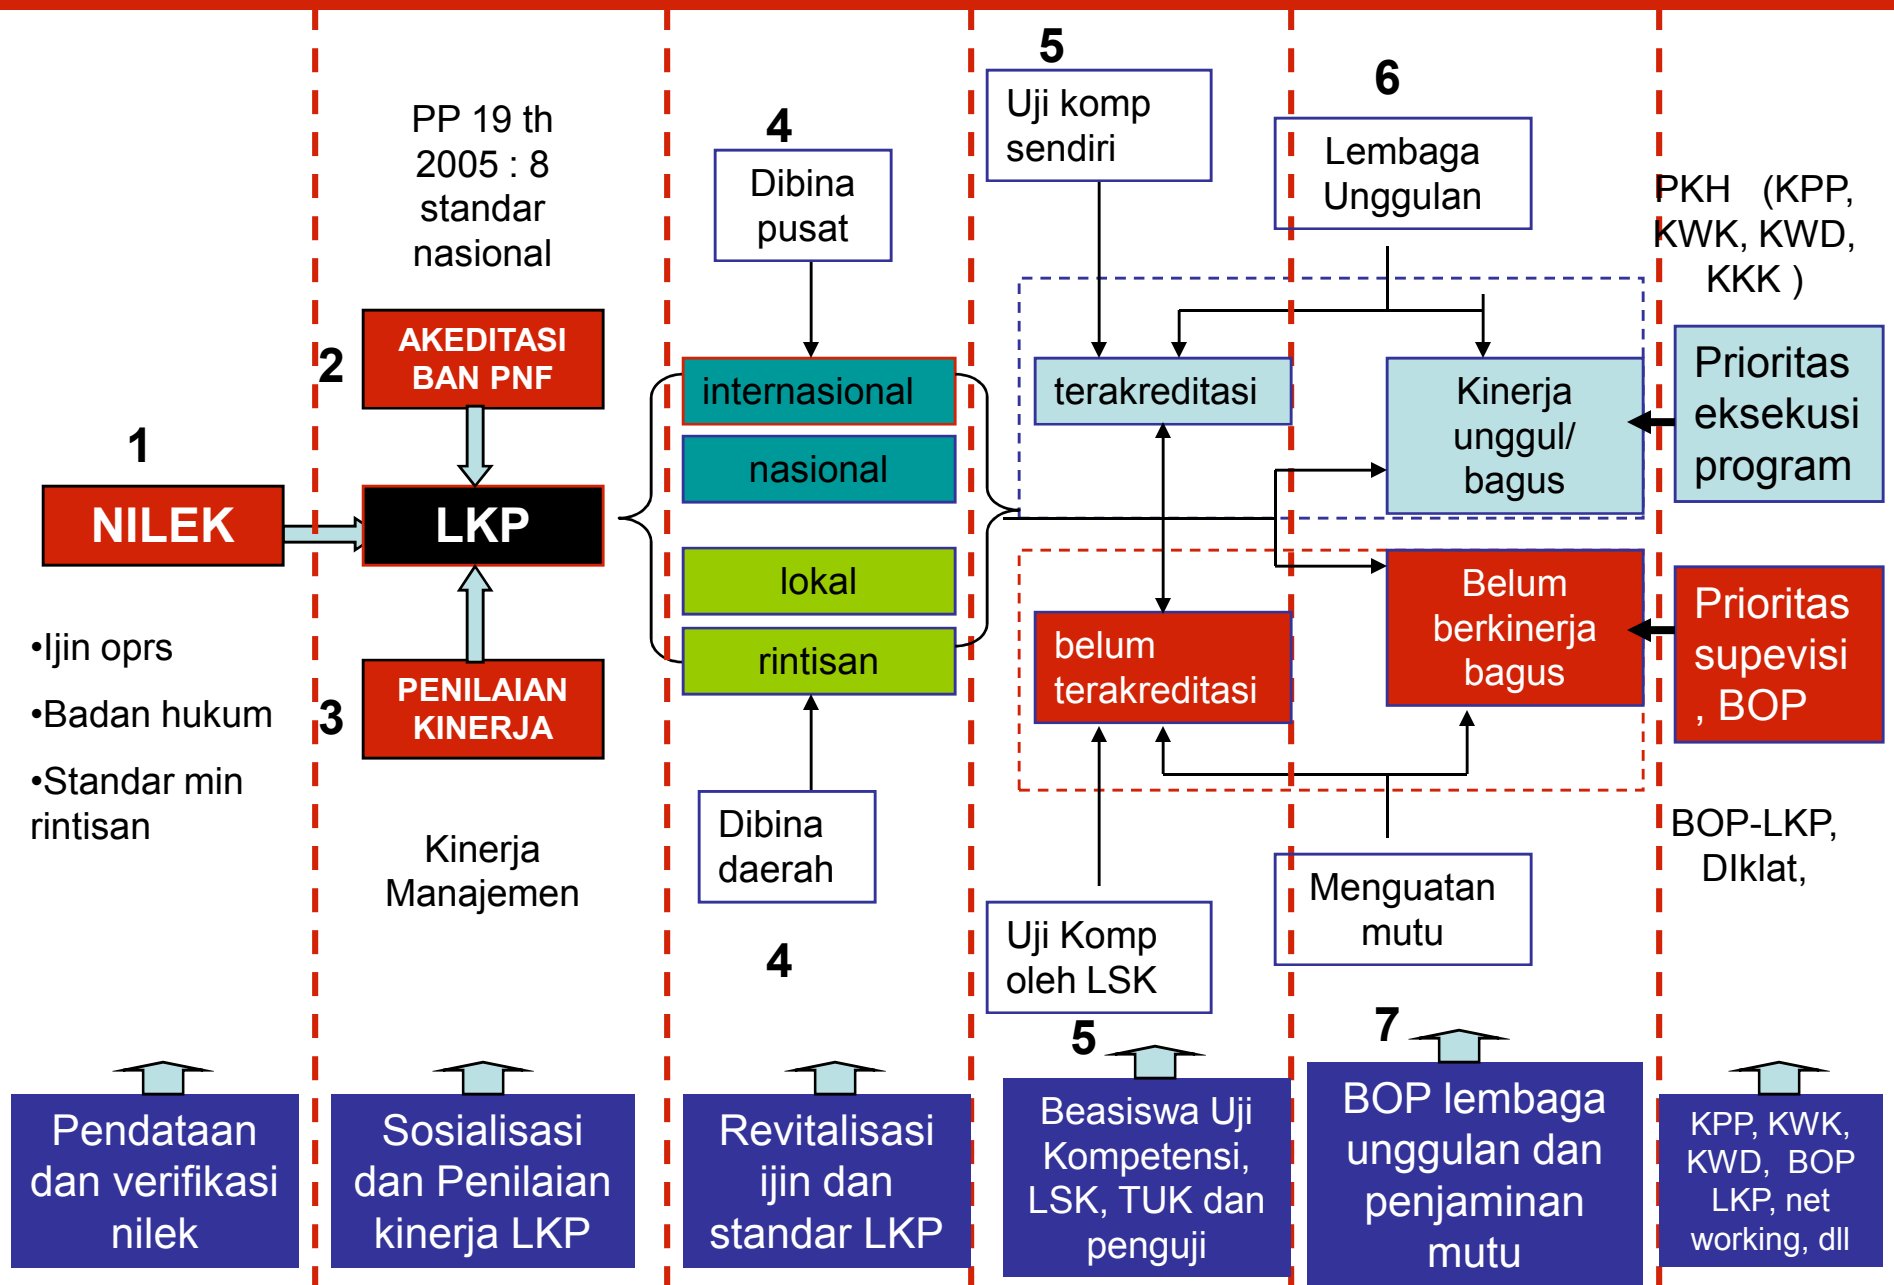 1
NILEK
•Ijin oprs
•Badan hukum
•Standar min
rintisan
Pendataan
dan verifikasi
nilek
PP 19 th
2005 : 8
standar
nasional
2
AKEDITASI
BAN PNF
LKP
3
PENILAIAN
KINERJA
Kinerja
Manajemen
Sosialisasi
dan Penilaian
kinerja LKP
4
Dibina
pusat
internasional
nasional
lokal
rintisan
Dibina
daerah
4
Revitalisasi
ijin dan
standar LKP
5
Uji komp
sendiri
terakreditasi
belum
terakreditasi
Uji Komp
oleh LSK
5
Beasiswa Uji
Kompetensi,
LSK, TUK dan
penguji
6
Lembaga
Unggulan
Kinerja
unggul/
bagus
Belum
berkinerja
bagus
Menguatan
mutu
7
BOP lembaga
unggulan dan
penjaminan
mutu
PKH (KPP,
KWK, KWD,
KKK )
Prioritas
eksekusi
program
Prioritas
supevisi
, BOP
BOP-LKP,
DIklat,
KPP, KWK,
KWD, BOP
LKP, net
working, dll